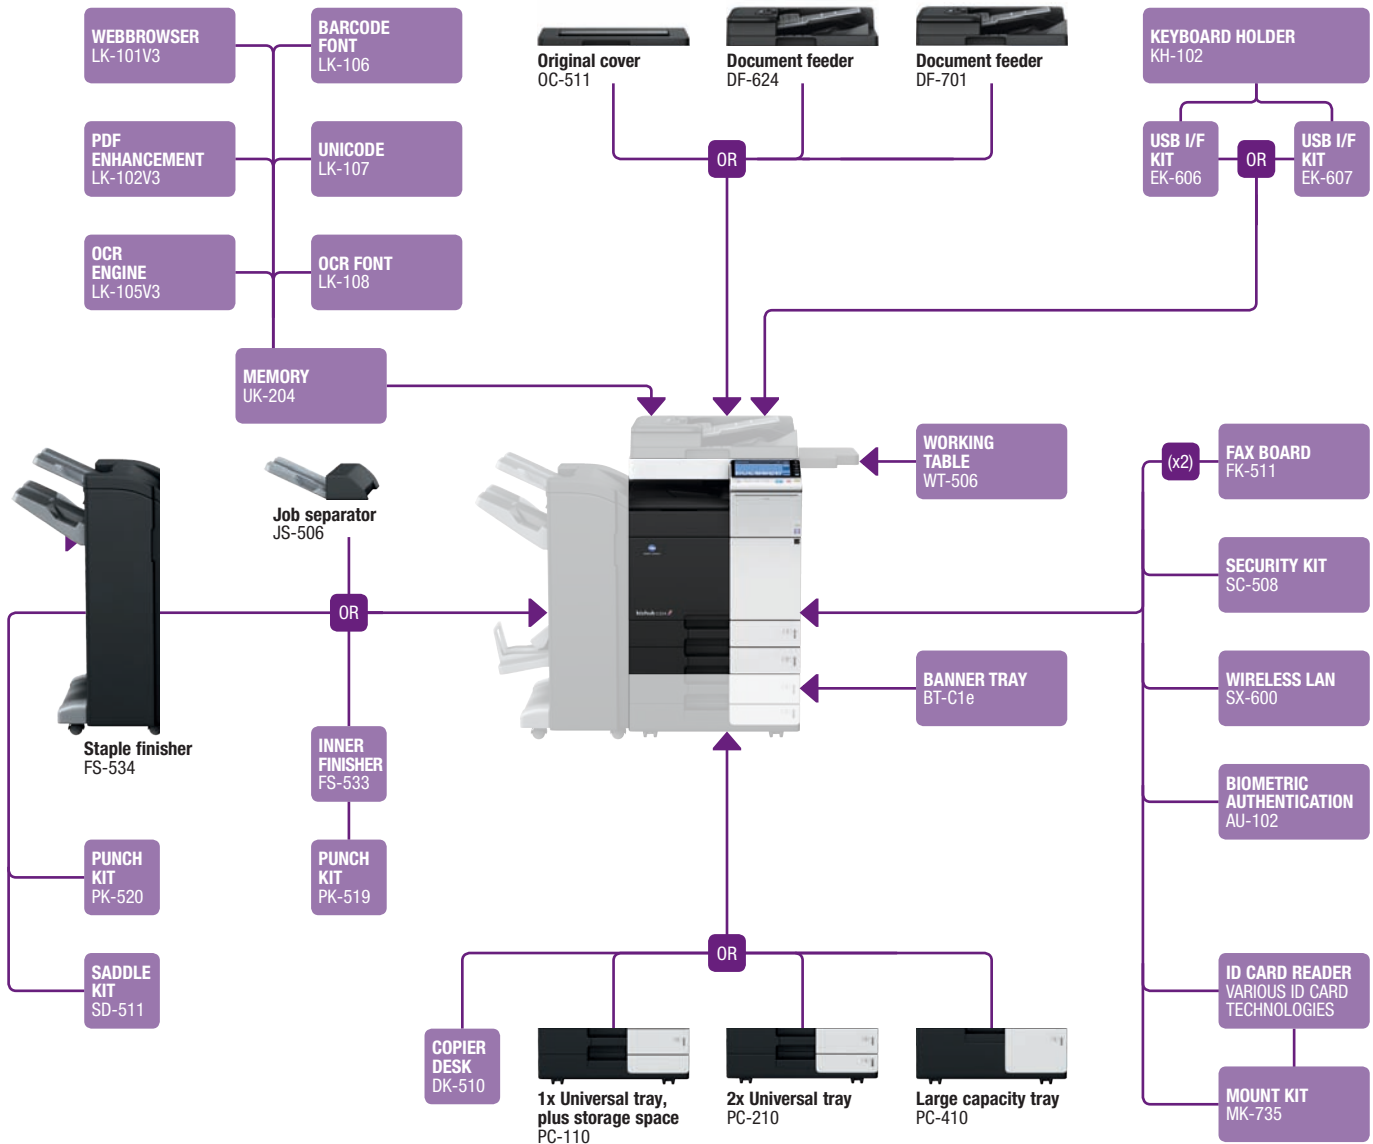 WEBBROWSER
LK-101V3
BARCODE
FONT
LK-106
PDF
ENHANCEMENT
LK-102V3
UNICODE
LK-107
OCR
ENGINE
LK-105V3
OCR FONT
LK-108
MEMORY
UK-204
Original cover
OC-511
Document feeder
DF-624
Document feeder
DF-701
OR
KEYBOARD HOLDER
KH-102
USB I/F
KIT
EK-606
OR
USB I/F
KIT
EK-607
WORKING
TABLE
WT-506
(x2)
FAX BOARD
FK-511
SECURITY KIT
SC-508
WIRELESS LAN
SX-600
BIOMETRIC
AUTHENTICATION
AU-102
ID CARD READER
VARIOUS ID CARD
TECHNOLOGIES
MOUNT KIT
MK-735
BANNER TRAY
BT-C1e
Job separator
JS-506
OR
Staple finisher
FS-534
INNER
FINISHER
FS-533
PUNCH
KIT
PK-520
PUNCH
KIT
PK-519
SADDLE
KIT
SD-511
OR
COPIER
DESK
DK-510
1x Universal tray,
plus storage space
PC-110
2x Universal tray
PC-210
Large capacity tray
PC-410